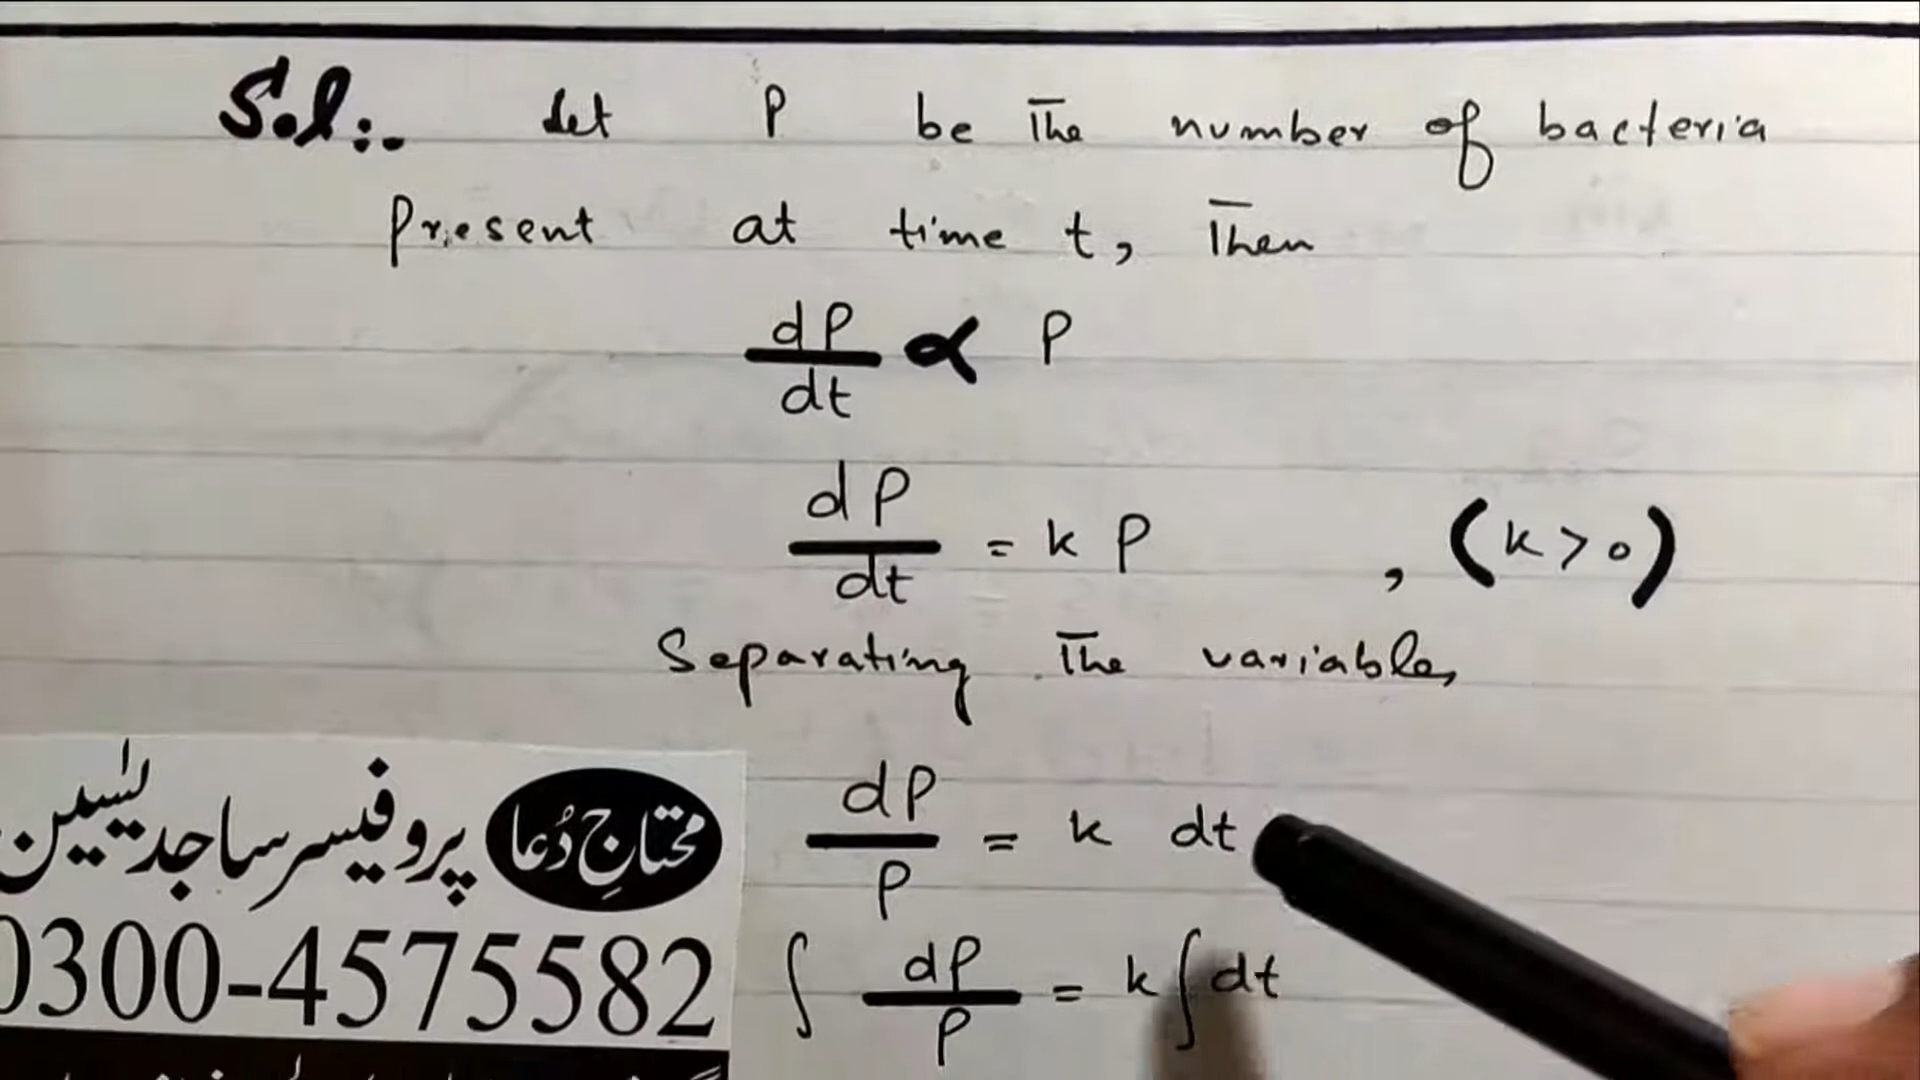 Sol:. Let P be The number of bacteria
Present at time t, Then
dP/dt ∝ P
dP/dt = k P , (k > 0)
Separating The variables,
dP/P = k dt
∫ dP/P = k ∫ dt
محتاجِ دُعا پروفیسر ساجد یٰسین
0300-4575582